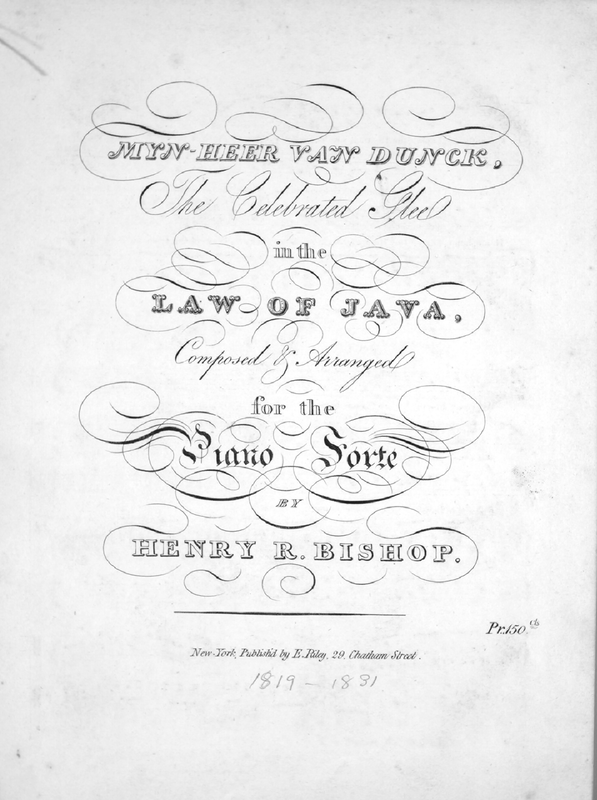 MYN-HEER VAN DUNCK,
The Celebrated Glee
in the
LAW OF JAVA,
Composed & Arranged
for the
Piano Forte
BY
HENRY R. BISHOP.
Pr.150 Cts
New-York, Publish'd by E. Riley, 29, Chatham Street.
1819 - 1831